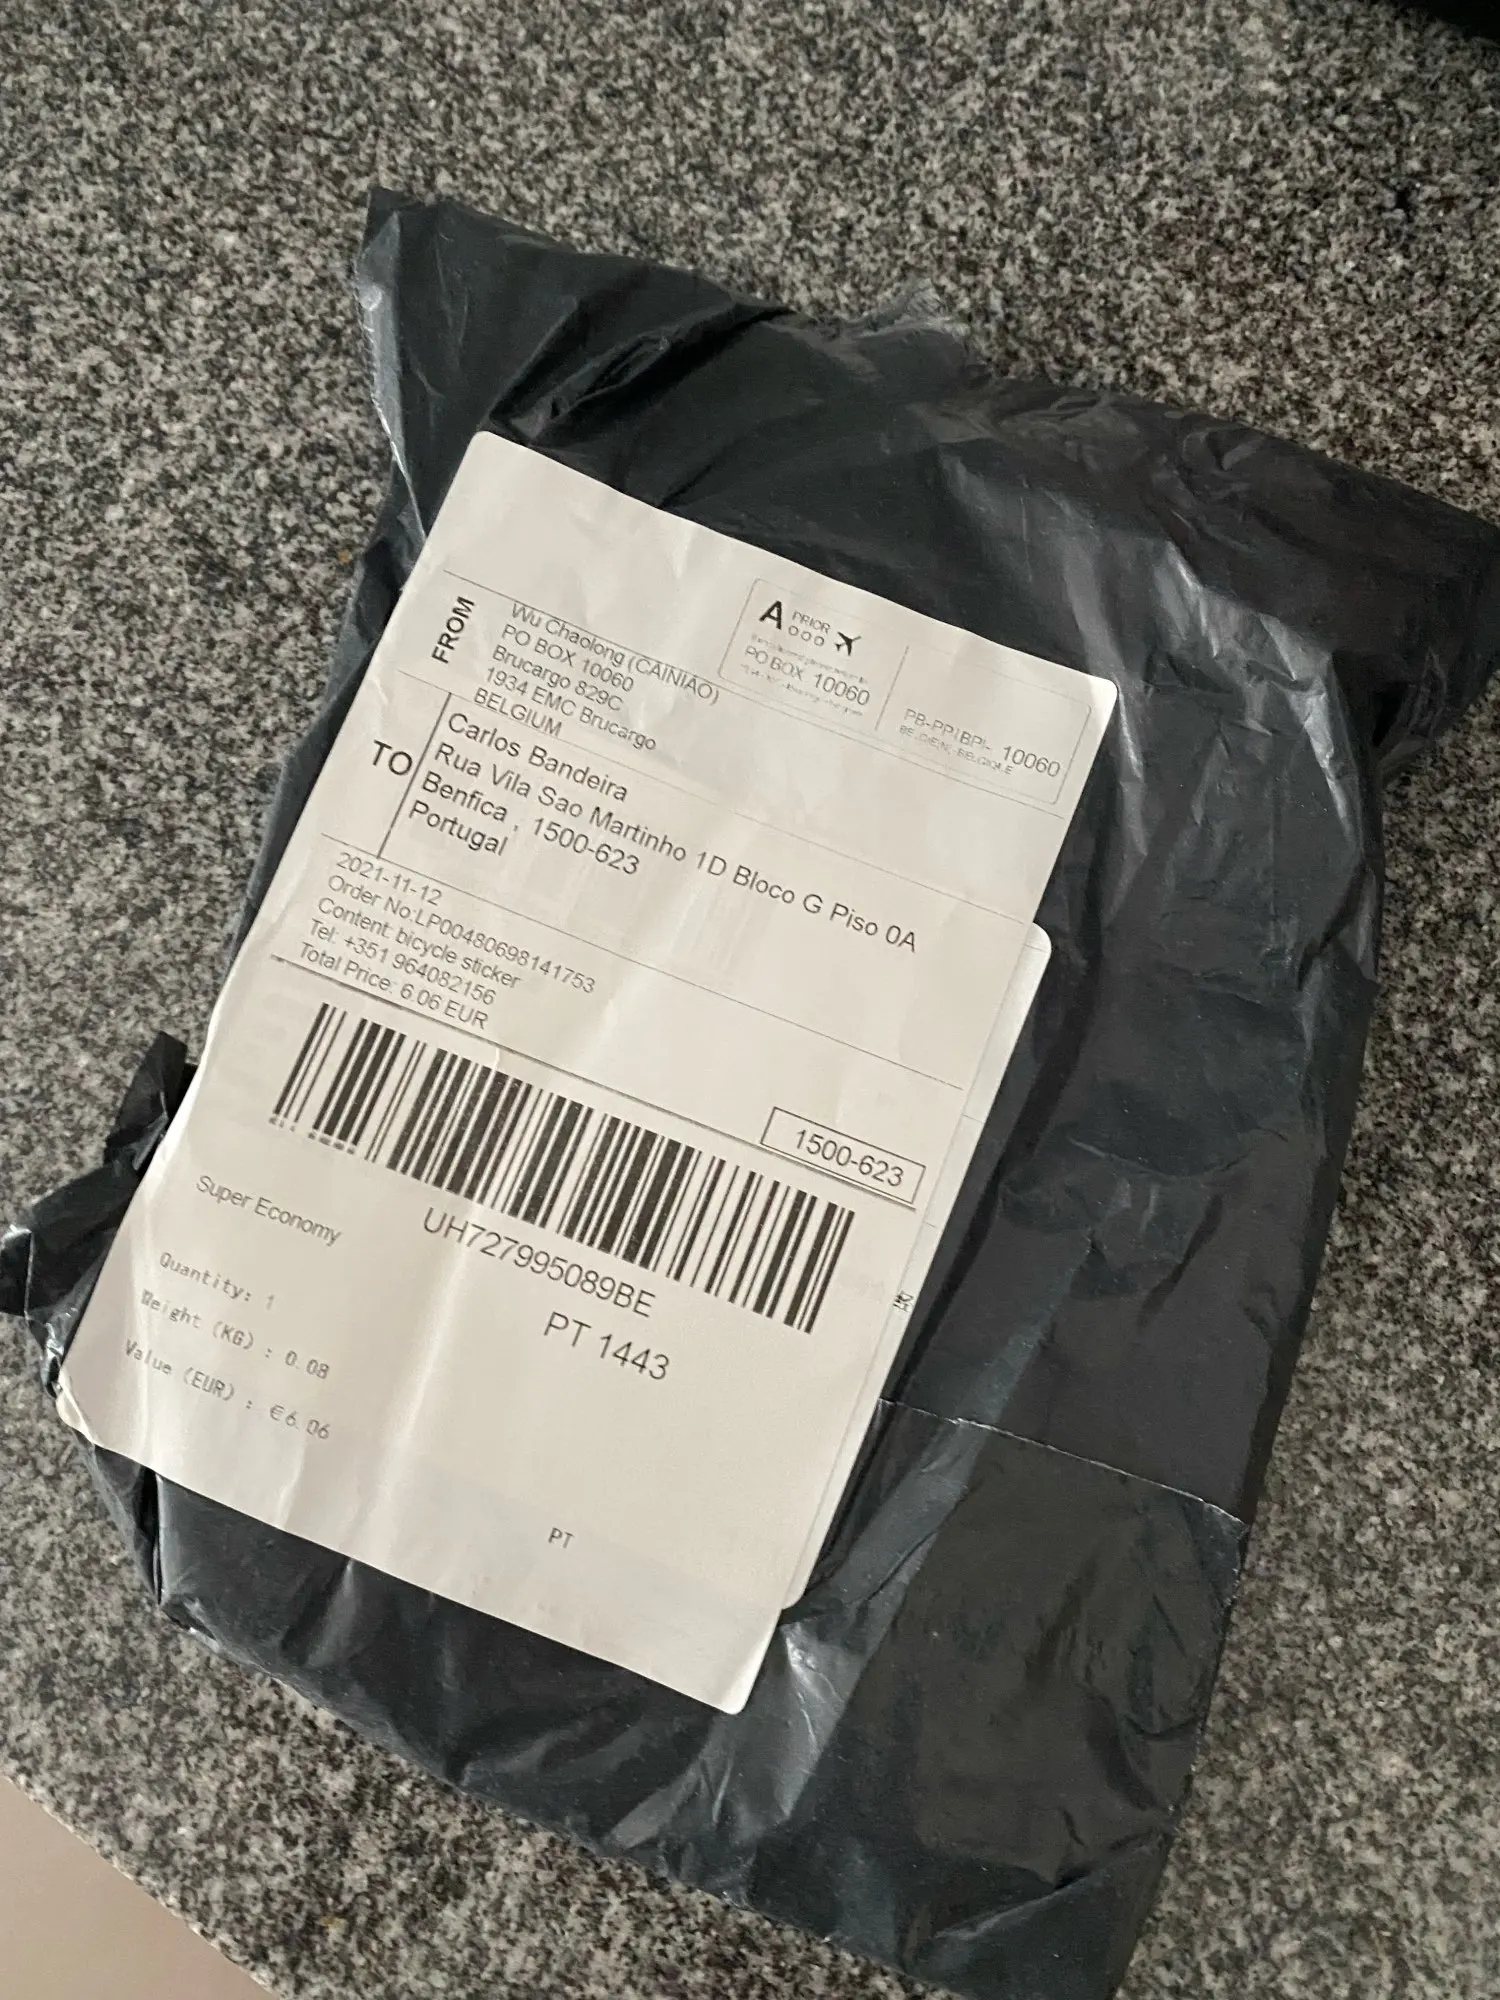 FROM
Wu Chaolong (CAINIAO)
PO BOX 10060
Brucargo 829C
1934 EMC Brucargo
BELGIUM
A PRIOR
PO BOX 10060
PB-PP|BPI- 10060
BELGIE(N)-BELGIQUE
TO
Carlos Bandeira
Rua Vila Sao Martinho 1D Bloco G Piso 0A
Benfica , 1500-623
Portugal
2021-11-12
Order No:LP00480698141753
Content: bicycle sticker
Tel: +351 964082156
Total Price: 6.06 EUR
1500-623
UH727995089BE
Super Economy
PT 1443
Quantity: 1
Weight (KG) : 0.08
Value (EUR) : €6.06
PT